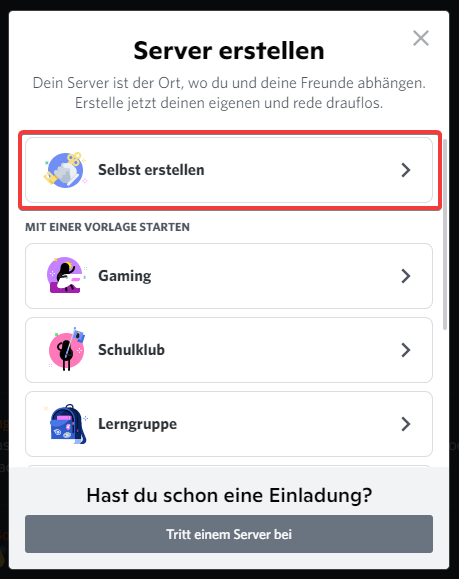 Server erstellen
Dein Server ist der Ort, wo du und deine Freunde abhängen.
Erstelle jetzt deinen eigenen und rede drauflos.
Selbst erstellen
MIT EINER VORLAGE STARTEN
Gaming
Schulklub
Lerngruppe
Hast du schon eine Einladung?
Tritt einem Server bei